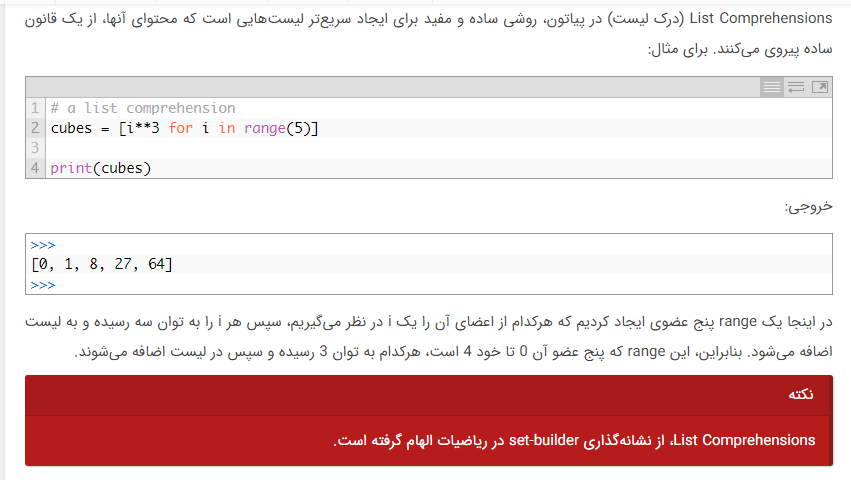 List Comprehensions (درک لیست) در پیاتون، روشی ساده و مفید برای ایجاد سریع‌تر لیست‌هایی است که محتوای آنها، از یک قانون
ساده پیروی می‌کنند. برای مثال:
1 # a list comprehension
2 cubes = [i**3 for i in range(5)]
3
4 print(cubes)
خروجی:
>>>
[0, 1, 8, 27, 64]
>>>
در اینجا یک range پنج عضوی ایجاد کردیم که هرکدام از اعضای آن را یک i در نظر می‌گیریم، سپس هر i را به توان سه رسیده و به لیست
اضافه می‌شود. بنابراین، این range که پنج عضو آن 0 تا خود 4 است، هرکدام به توان 3 رسیده و سپس در لیست اضافه می‌شوند.
نکته
List Comprehensions، از نشانه‌گذاری set-builder در ریاضیات الهام گرفته است.